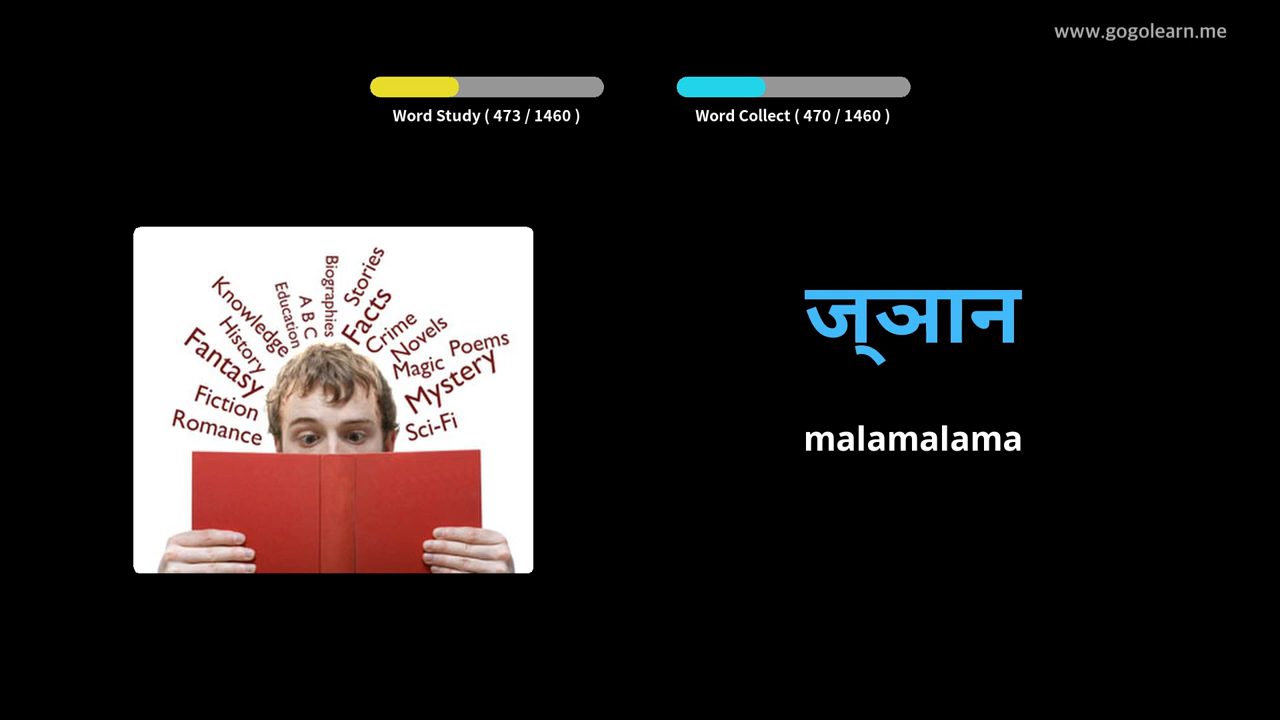 www.gogolearn.me
Word Study ( 473 / 1460 )
Word Collect ( 470 / 1460 )
Knowledge
Education
A B C
Biographies
Stories
Facts
History
Crime
Novels
Fantasy
Magic
Poems
Fiction
Mystery
Romance
Sci-Fi
ज्ञान
malamalama